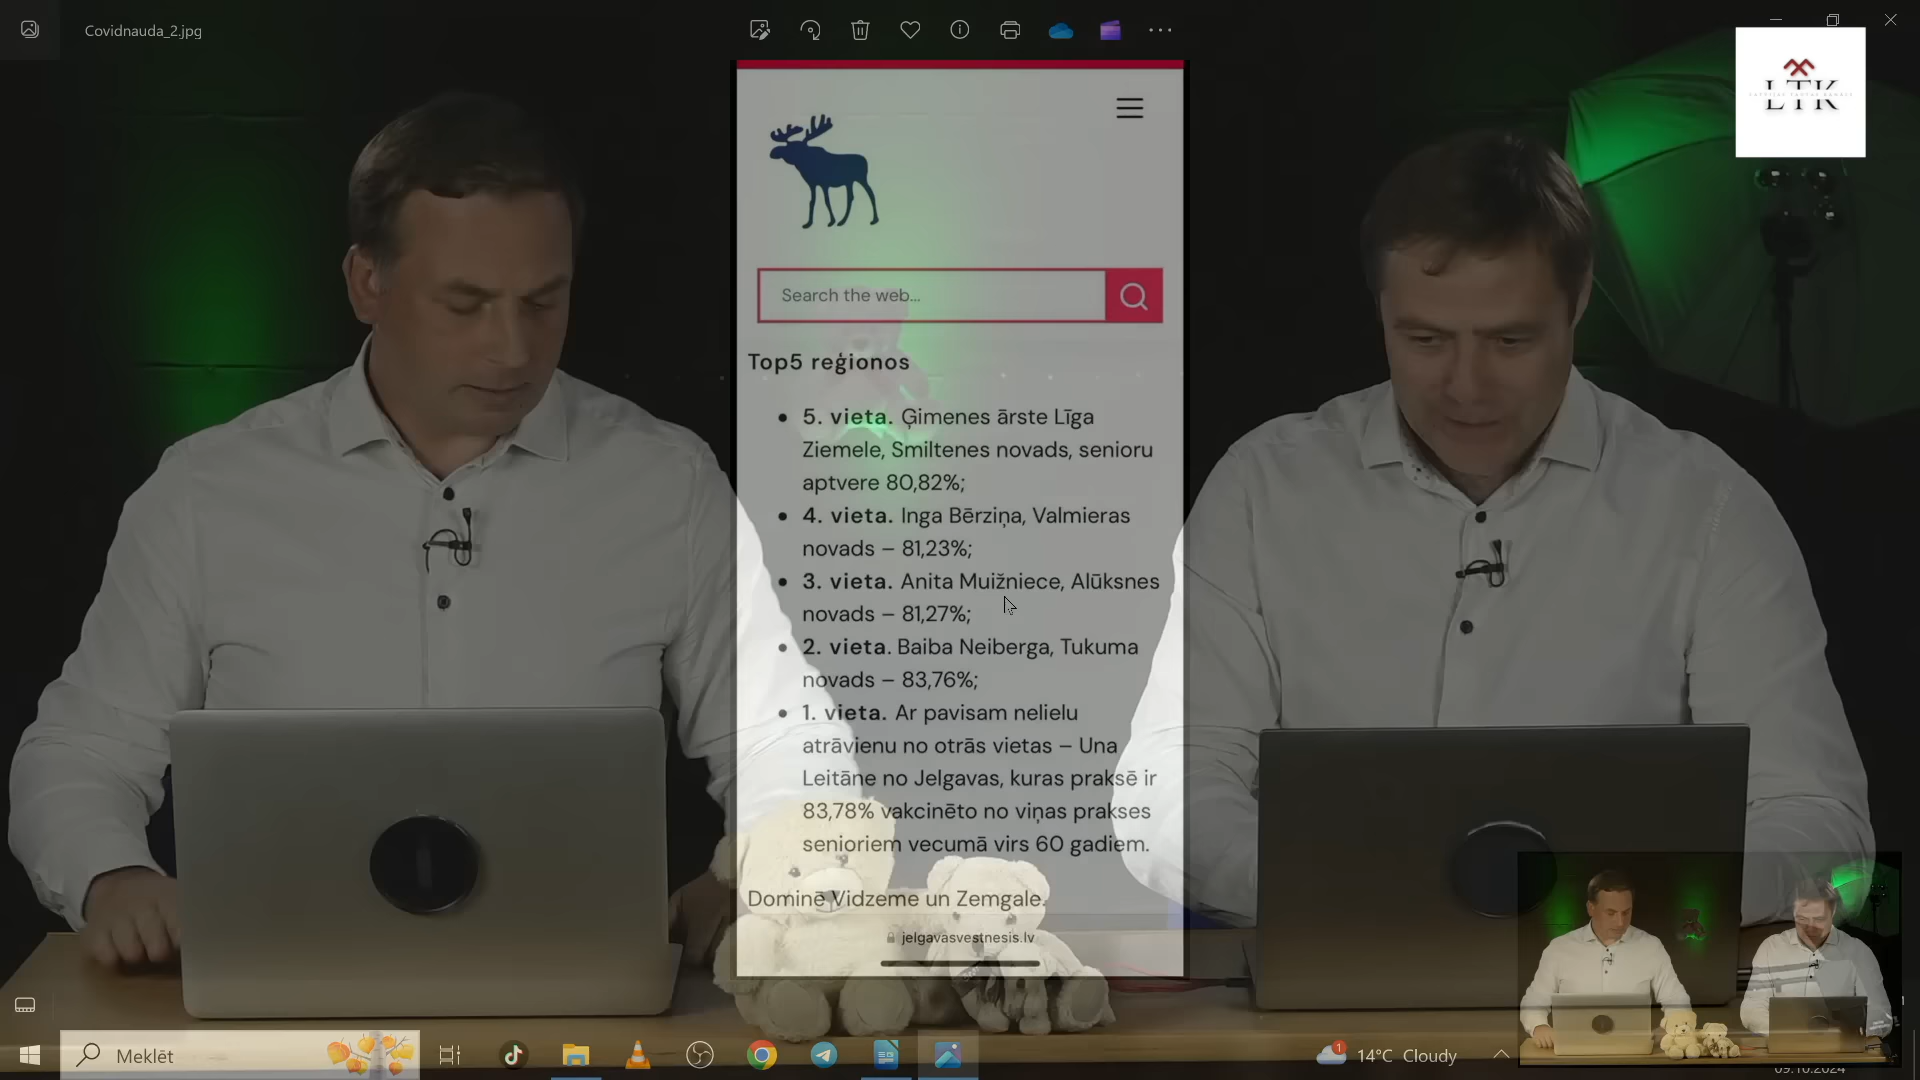 Covidnauda_2.jpg
LTK
Search the web...
Top5 reģionos
5. vieta. Ģimenes ārste Līga
Ziemele, Smiltenes novads, senioru
aptvere 80,82%;
4. vieta. Inga Bērziņa, Valmieras
novads – 81,23%;
3. vieta. Anita Muižniece, Alūksnes
novads – 81,27%;
2. vieta. Baiba Neiberga, Tukuma
novads – 83,76%;
1. vieta. Ar pavisam nelielu
atrāvienu no otrās vietas – Una
Leitāne no Jelgavas, kuras praksē ir
83,78% vakcinēto no viņas prakses
senioriem vecumā virs 60 gadiem.
Dominē Vidzeme un Zemgale.
jelgavasvestnesis.lv
Meklēt
1
14°C Cloudy
09.10.2024